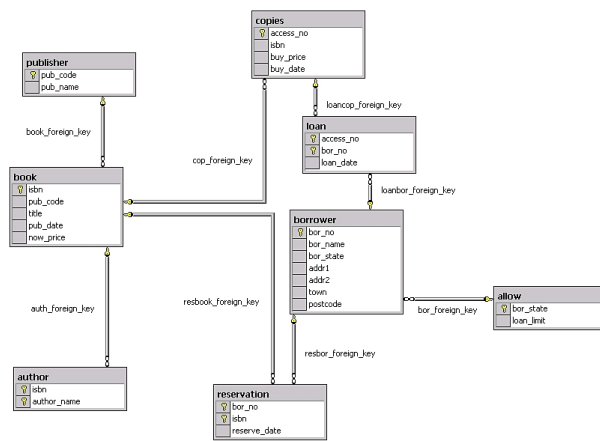 copies
access_no
isbn
buy_price
buy_date
publisher
pub_code
pub_name
loancop_foreign_key
book_foreign_key
loan
access_no
bor_no
loan_date
cop_foreign_key
book
isbn
pub_code
title
pub_date
now_price
loanbor_foreign_key
borrower
bor_no
bor_name
bor_state
addr1
addr2
town
postcode
allow
bor_state
loan_limit
bor_foreign_key
auth_foreign_key
resbook_foreign_key
resbor_foreign_key
author
isbn
author_name
reservation
bor_no
isbn
reserve_date